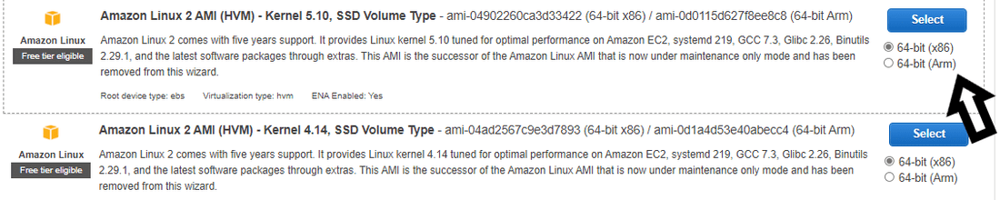 Amazon Linux 2 AMI (HVM) - Kernel 5.10, SSD Volume Type - ami-04902260ca3d33422 (64-bit x86) / ami-0d0115d627f8ee8c8 (64-bit Arm)
Select
Amazon Linux
Free tier eligible
Amazon Linux 2 comes with five years support. It provides Linux kernel 5.10 tuned for optimal performance on Amazon EC2, systemd 219, GCC 7.3, Glibc 2.26, Binutils
2.29.1, and the latest software packages through extras. This AMI is the successor of the Amazon Linux AMI that is now under maintenance only mode and has been
removed from this wizard.
64-bit (x86)
64-bit (Arm)
Root device type: ebs Virtualization type: hvm ENA Enabled: Yes
Amazon Linux 2 AMI (HVM) - Kernel 4.14, SSD Volume Type - ami-04ad2567c9e3d7893 (64-bit x86) / ami-0d1a4d53e40abecc4 (64-bit Arm)
Select
Amazon Linux
Free tier eligible
Amazon Linux 2 comes with five years support. It provides Linux kernel 4.14 tuned for optimal performance on Amazon EC2, systemd 219, GCC 7.3, Glibc 2.26, Binutils
2.29.1, and the latest software packages through extras. This AMI is the successor of the Amazon Linux AMI that is now under maintenance only mode and has been
removed from this wizard.
64-bit (x86)
64-bit (Arm)